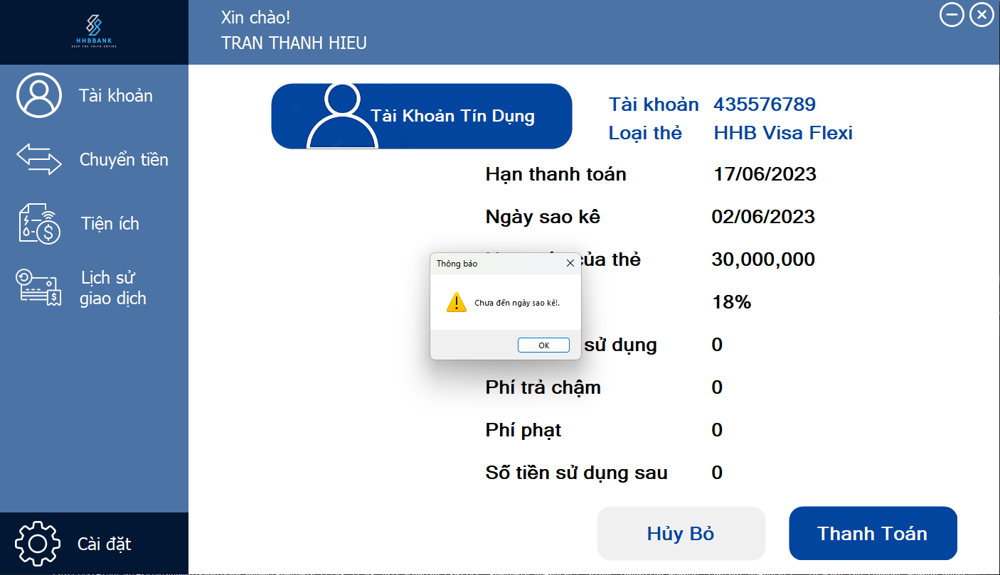 HHBBANK
KEEP THE FAITH ENTIRE
Xin chào!
TRAN THANH HIEU
Tài khoản
Chuyển tiền
Tiện ích
Lịch sử
giao dịch
Cài đặt
Tài Khoản Tín Dụng
Tài khoản 435576789
Loại thẻ HHB Visa Flexi
Hạn thanh toán 17/06/2023
Ngày sao kê 02/06/2023
của thẻ 30,000,000
18%
sử dụng 0
Phí trả chậm 0
Phí phạt 0
Số tiền sử dụng sau 0
Thông báo
Chưa đến ngày sao kê!.
OK
Hủy Bỏ
Thanh Toán